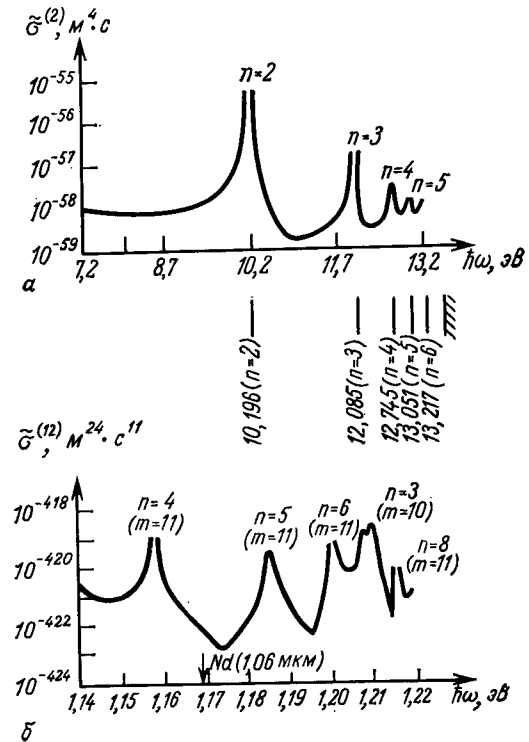 σ̃⁽²⁾, м⁴·с
10⁻⁵⁵
10⁻⁵⁶
10⁻⁵⁷
10⁻⁵⁸
10⁻⁵⁹
n=2
n=3
n=4
n=5
7,2 8,7 10,2 11,7 13,2 ħω, эВ
а
10,196 (n=2)
12,085 (n=3)
12,745 (n=4)
13,051 (n=5)
13,217 (n=6)
σ̃⁽¹²⁾, м²⁴·с¹¹
10⁻⁴¹⁸
10⁻⁴²⁰
10⁻⁴²²
10⁻⁴²⁴
n=4
(m=11)
n=5
(m=11)
n=6
(m=11)
n=3
(m=10)
n=8
(m=11)
Nd (1,06 мкм)
1,14 1,15 1,16 1,17 1,18 1,19 1,20 1,21 1,22 ħω, эВ
б